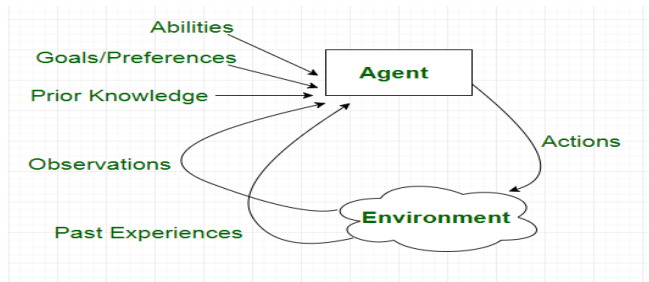 Abilities
Goals/Preferences
Agent
Prior Knowledge
Actions
Observations
Environment
Past Experiences